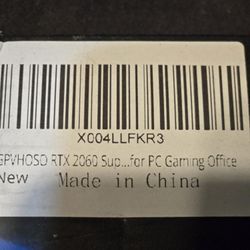 X004LLFKR3
GPVHOSO RTX 2060 Sup...for PC Gaming Office
New Made in China